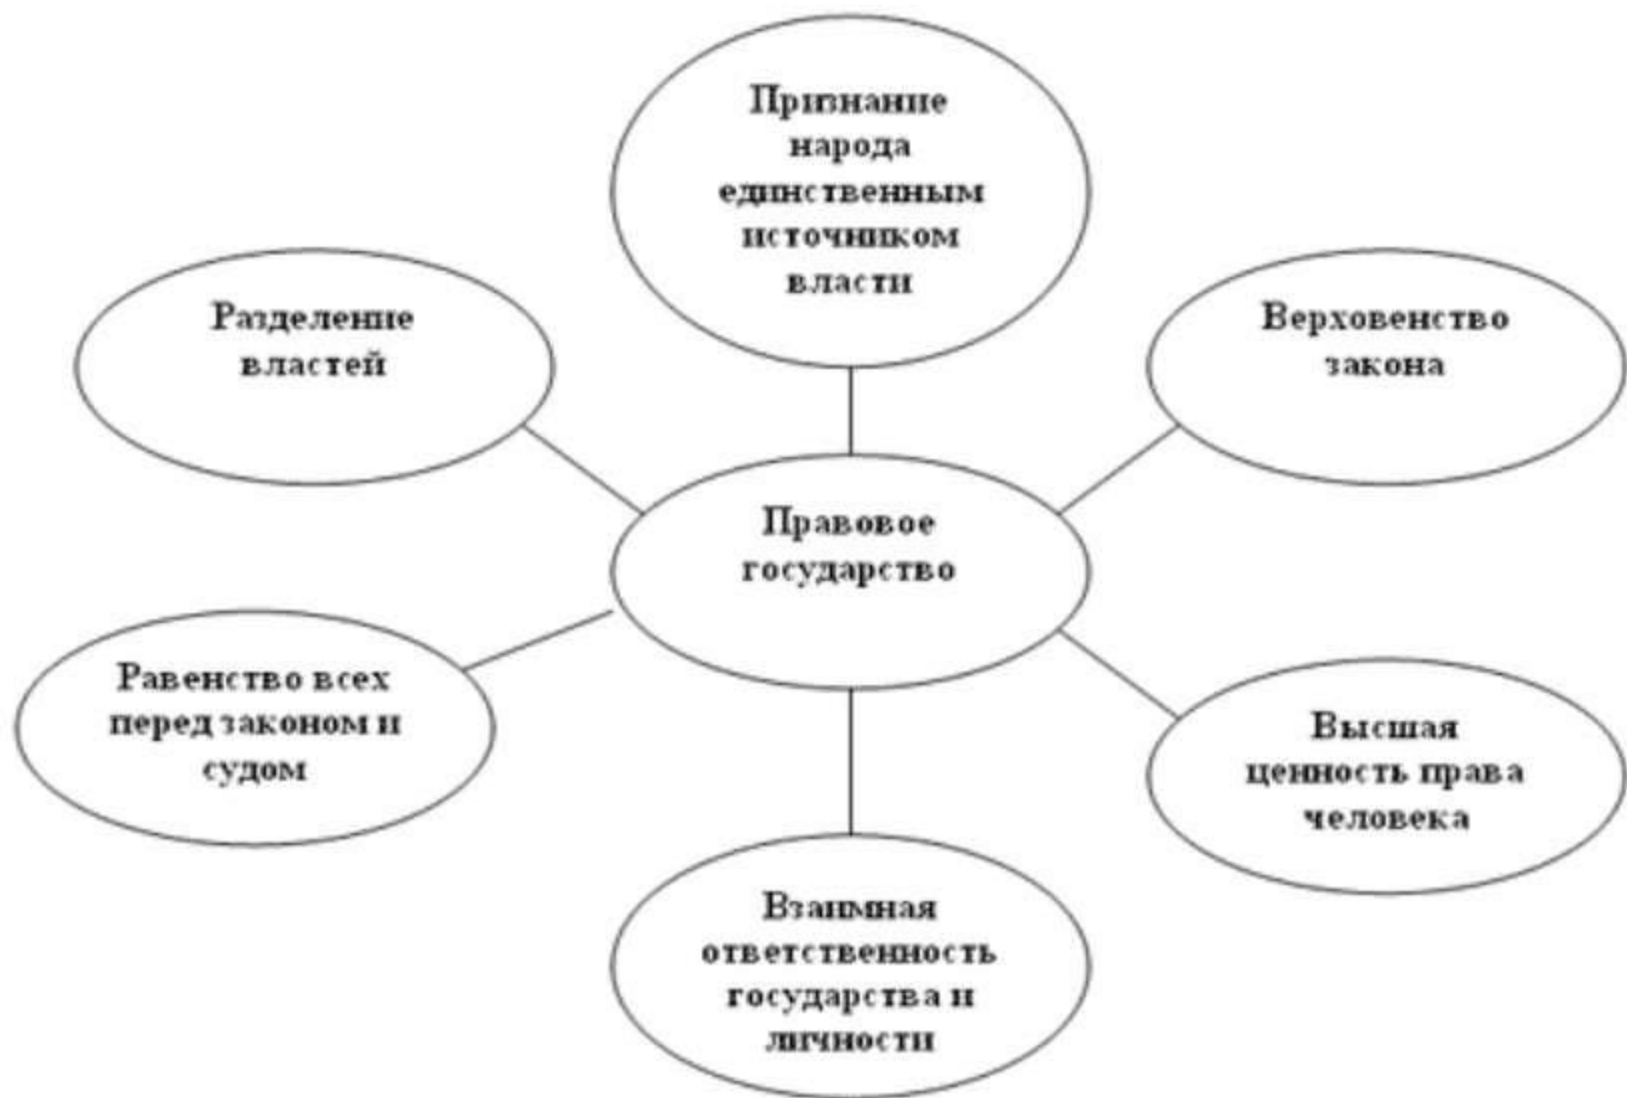 Признание
народа
единственным
источником
власти
Разделение
властей
Верховенство
закона
Правовое
государство
Равенство всех
перед законом и
судом
Высшая
ценность права
человека
Взаимная
ответственность
государства и
личности